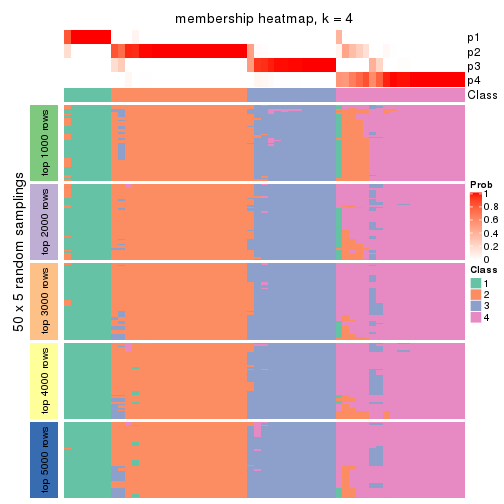 membership heatmap, k = 4
p1
p2
p3
p4
Class
50 x 5 random samplings
top 1000 rows
top 2000 rows
top 3000 rows
top 4000 rows
top 5000 rows
Prob
1
0.8
0.6
0.4
0.2
0
Class
1
2
3
4